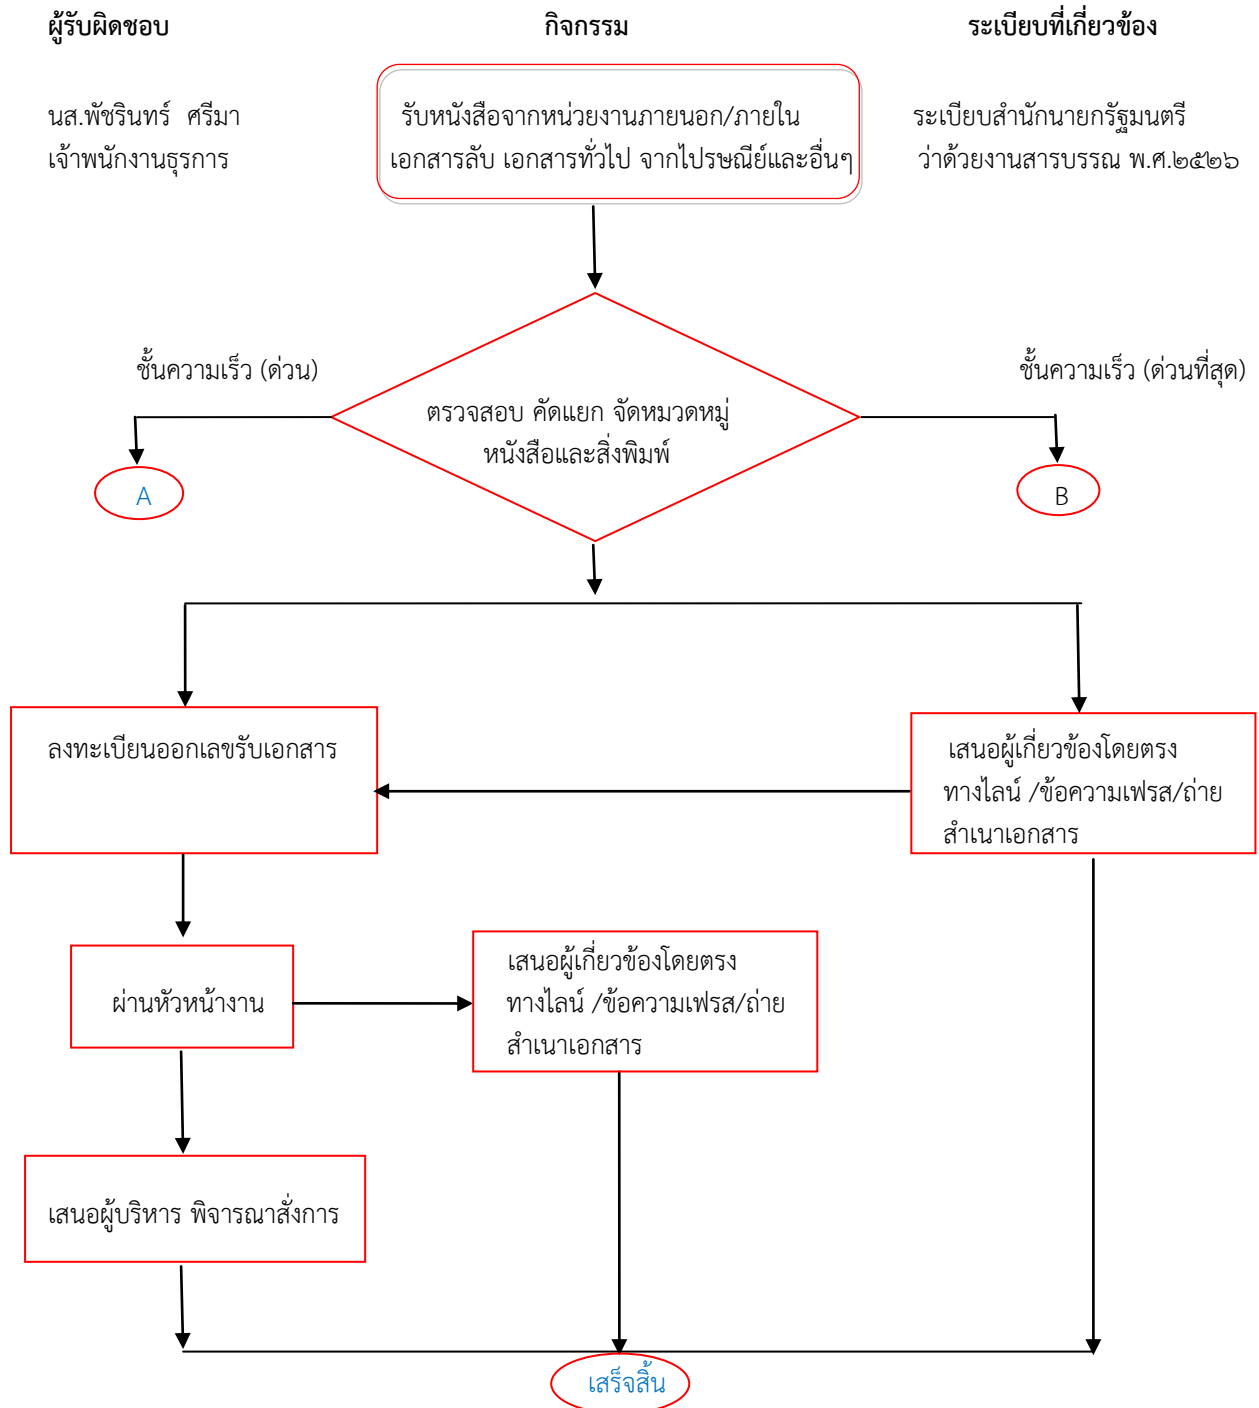 ผู้รับผิดชอบ
กิจกรรม
ระเบียบที่เกี่ยวข้อง
นส.พัชรินทร์ ศรีมา
เจ้าพนักงานธุรการ
รับหนังสือจากหน่วยงานภายนอก/ภายใน
เอกสารลับ เอกสารทั่วไป จากไปรษณีย์และอื่นๆ
ระเบียบสำนักนายกรัฐมนตรี
ว่าด้วยงานสารบรรณ พ.ศ.๒๕๒๖
ชั้นความเร็ว (ด่วน)
ชั้นความเร็ว (ด่วนที่สุด)
ตรวจสอบ คัดแยก จัดหมวดหมู่
หนังสือและสิ่งพิมพ์
A
B
ลงทะเบียนออกเลขรับเอกสาร
เสนอผู้เกี่ยวข้องโดยตรง
ทางไลน์ /ข้อความเฟรส/ถ่าย
สำเนาเอกสาร
ผ่านหัวหน้างาน
เสนอผู้เกี่ยวข้องโดยตรง
ทางไลน์ /ข้อความเฟรส/ถ่าย
สำเนาเอกสาร
เสนอผู้บริหาร พิจารณาสั่งการ
เสร็จสิ้น